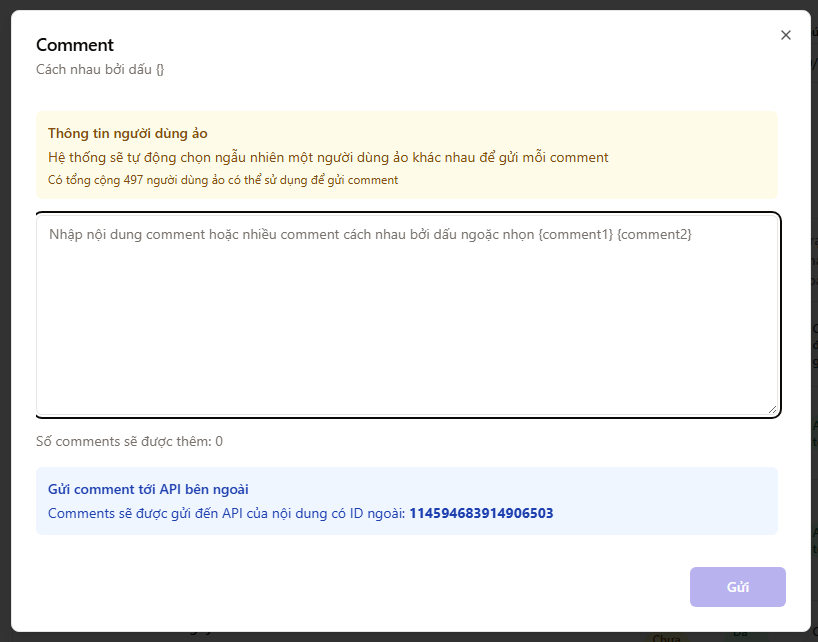 Comment
Cách nhau bởi dấu {}
Thông tin người dùng ảo
Hệ thống sẽ tự động chọn ngẫu nhiên một người dùng ảo khác nhau để gửi mỗi comment
Có tổng cộng 497 người dùng ảo có thể sử dụng để gửi comment
Nhập nội dung comment hoặc nhiều comment cách nhau bởi dấu ngoặc nhọn {comment1} {comment2}
Số comments sẽ được thêm: 0
Gửi comment tới API bên ngoài
Comments sẽ được gửi đến API của nội dung có ID ngoài: 114594683914906503
Gửi